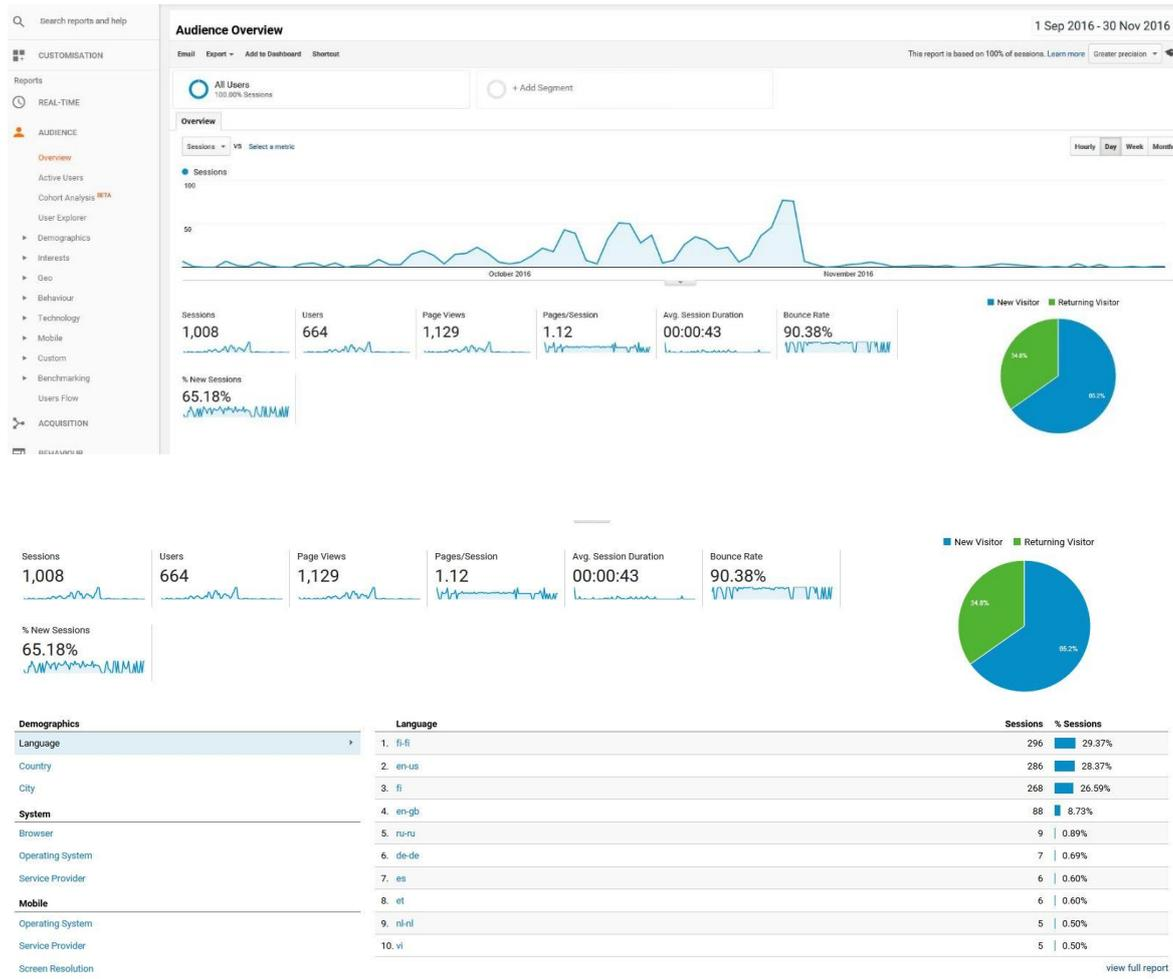 Search reports and help
CUSTOMISATION
Reports
REAL-TIME
AUDIENCE
Overview
Active Users
Cohort Analysis BETA
User Explorer
Demographics
Interests
Geo
Behaviour
Technology
Mobile
Custom
Benchmarking
Users Flow
ACQUISITION
BEHAVIOUR
Audience Overview
1 Sep 2016 - 30 Nov 2016
Email Export Add to Dashboard Shortcut
This report is based on 100% of sessions. Learn more Greater precision
All Users
100.00% Sessions
+ Add Segment
Overview
Sessions VS Select a metric
Hourly Day Week Month
Sessions
100
50
October 2016 November 2016
New Visitor Returning Visitor
Sessions Users Page Views Pages/Session Avg. Session Duration Bounce Rate
1,008 664 1,129 1.12 00:00:43 90.38%
% New Sessions
65.18%
34.8%
65.2%
New Visitor Returning Visitor
Sessions Users Page Views Pages/Session Avg. Session Duration Bounce Rate
1,008 664 1,129 1.12 00:00:43 90.38%
% New Sessions
65.18%
34.8%
65.2%
Demographics
Language
Country
City
System
Browser
Operating System
Service Provider
Mobile
Operating System
Service Provider
Screen Resolution
Language Sessions % Sessions
1. fi-fi 296 29.37%
2. en-us 286 28.37%
3. fi 268 26.59%
4. en-gb 88 8.73%
5. ru-ru 9 0.89%
6. de-de 7 0.69%
7. es 6 0.60%
8. et 6 0.60%
9. nl-nl 5 0.50%
10. vi 5 0.50%
view full report